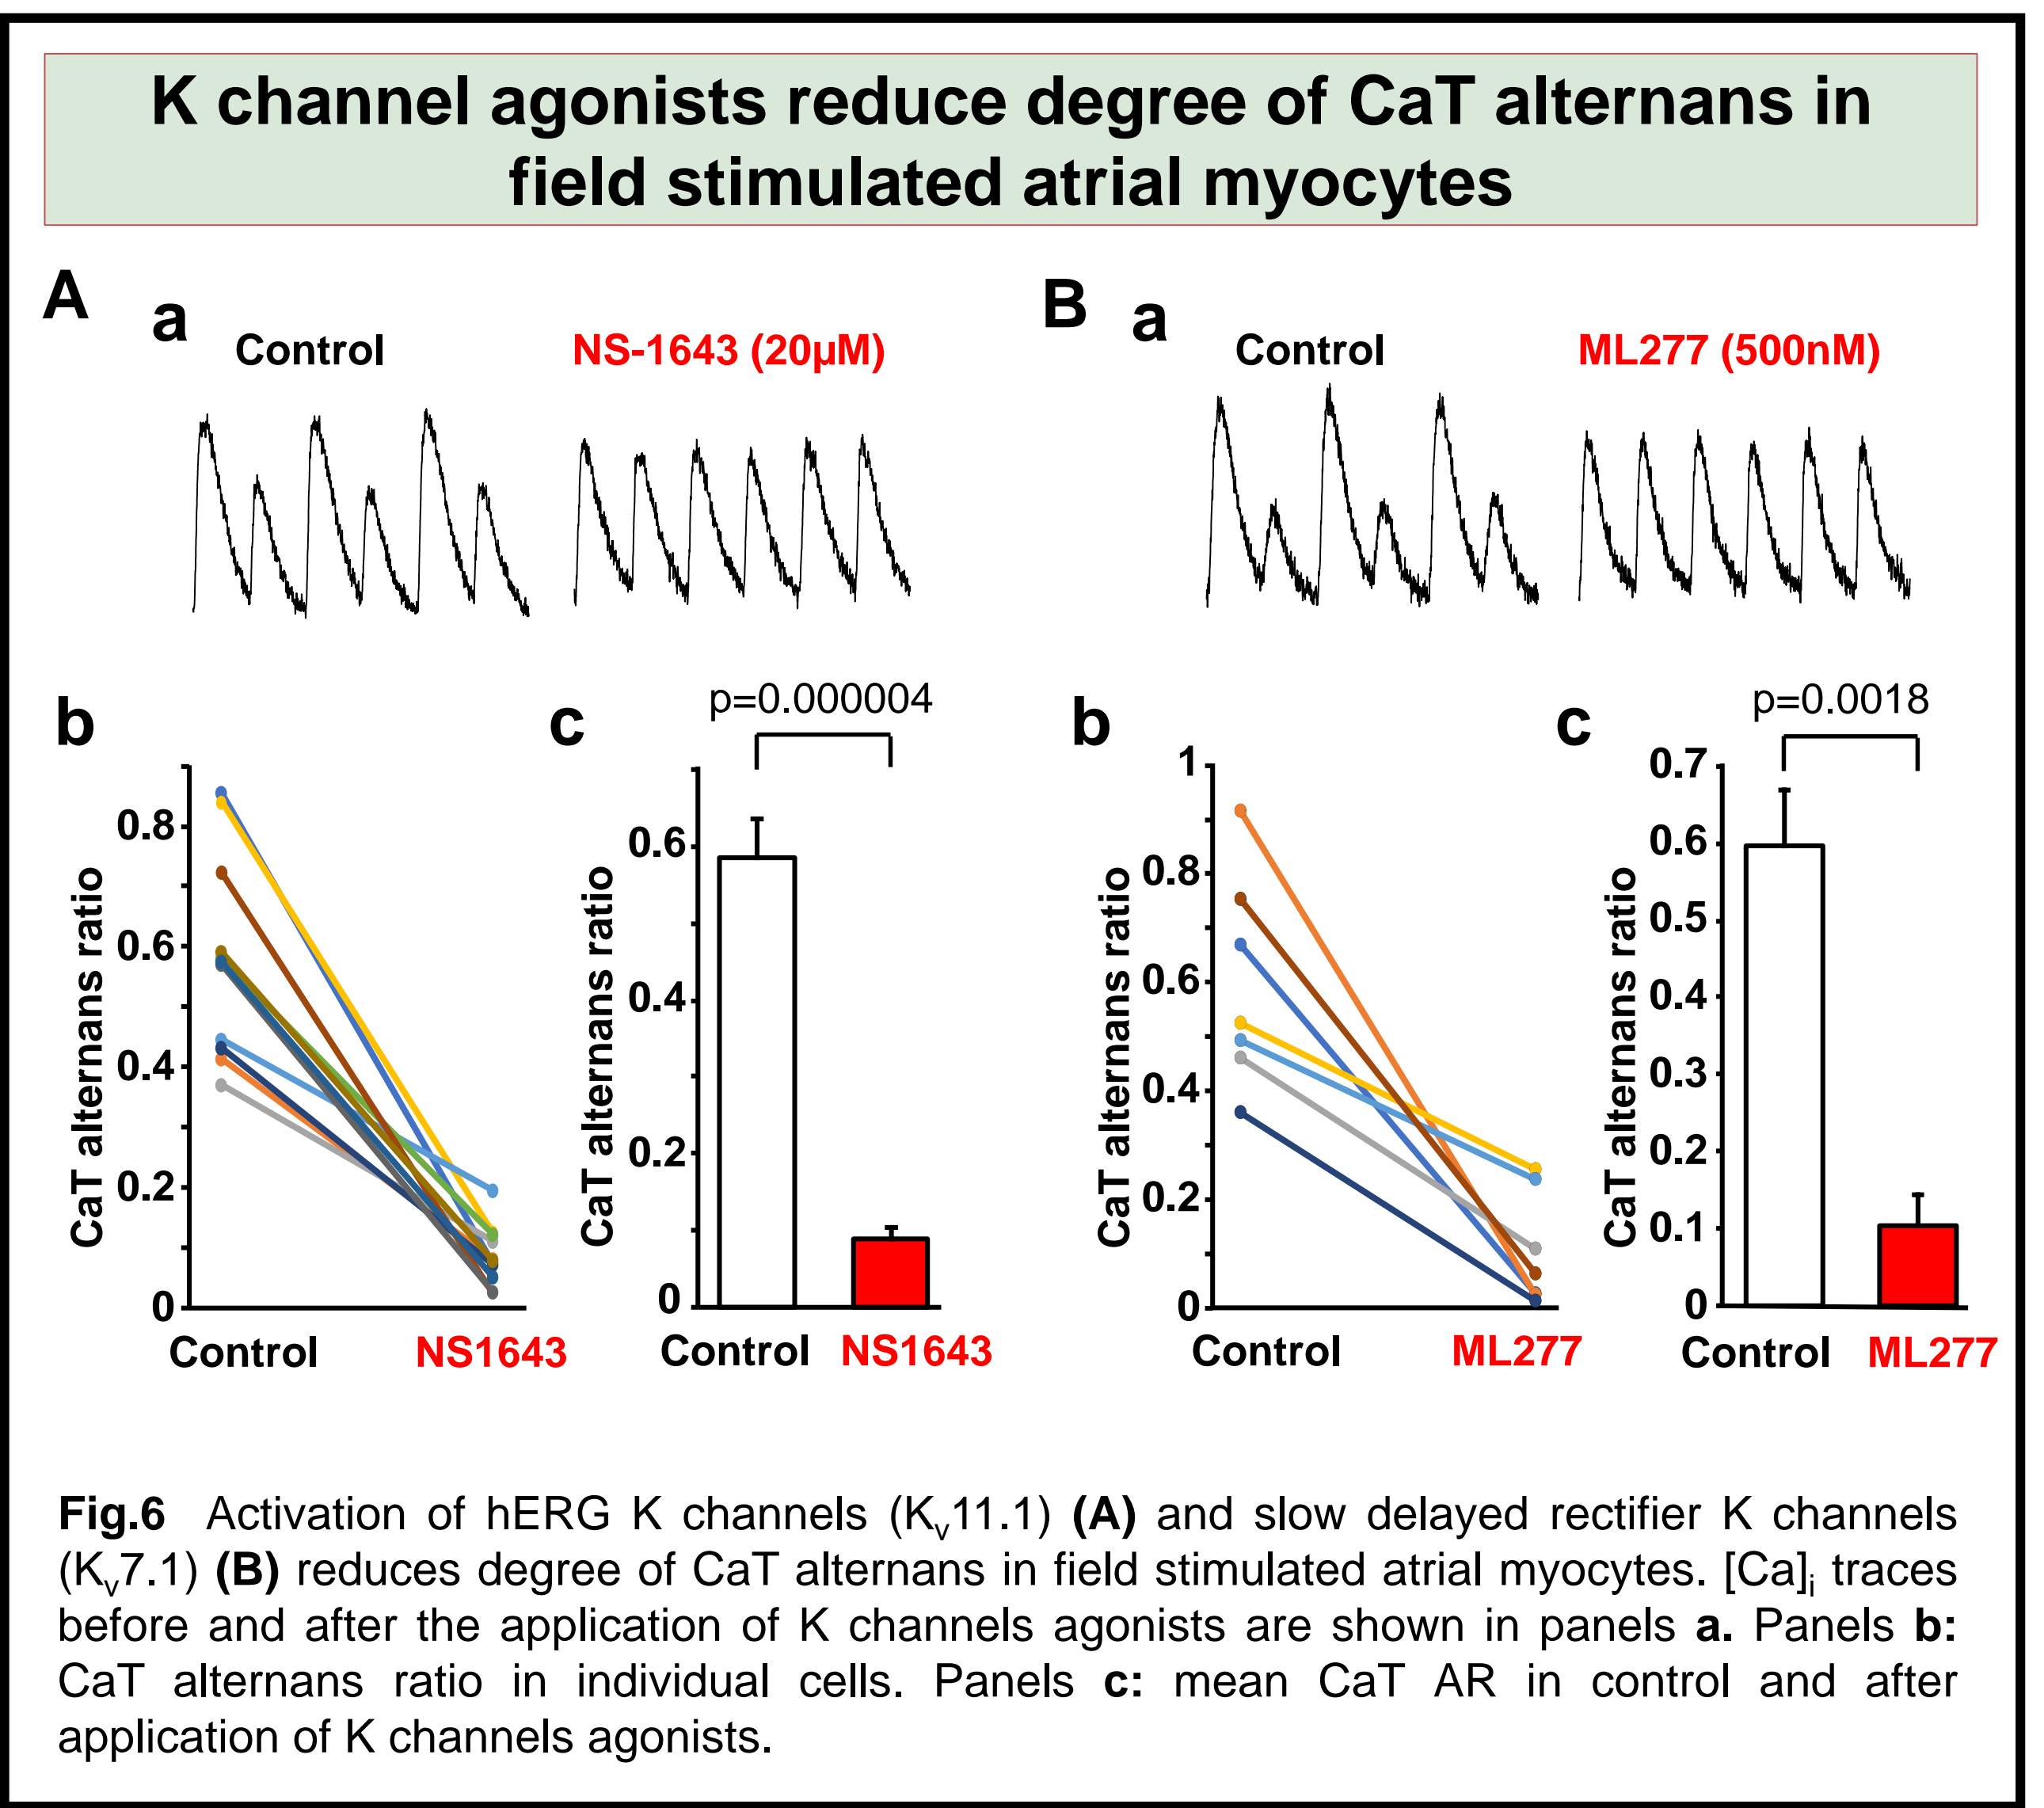 K channel agonists reduce degree of CaT alternans in
field stimulated atrial myocytes
A
a
Control
NS-1643 (20µM)
b
CaT alternans ratio
0.8
0.6
0.4
0.2
0
Control
NS1643
c
p=0.000004
CaT alternans ratio
0.6
0.4
0.2
0
Control
NS1643
B
a
Control
ML277 (500nM)
b
CaT alternans ratio
1
0.8
0.6
0.4
0.2
0
Control
ML277
c
p=0.0018
CaT alternans ratio
0.7
0.6
0.5
0.4
0.3
0.2
0.1
0
Control
ML277
Fig.6 Activation of hERG K channels (Kv11.1) (A) and slow delayed rectifier K channels
(Kv7.1) (B) reduces degree of CaT alternans in field stimulated atrial myocytes. [Ca]i traces
before and after the application of K channels agonists are shown in panels a. Panels b:
CaT alternans ratio in individual cells. Panels c: mean CaT AR in control and after
application of K channels agonists.